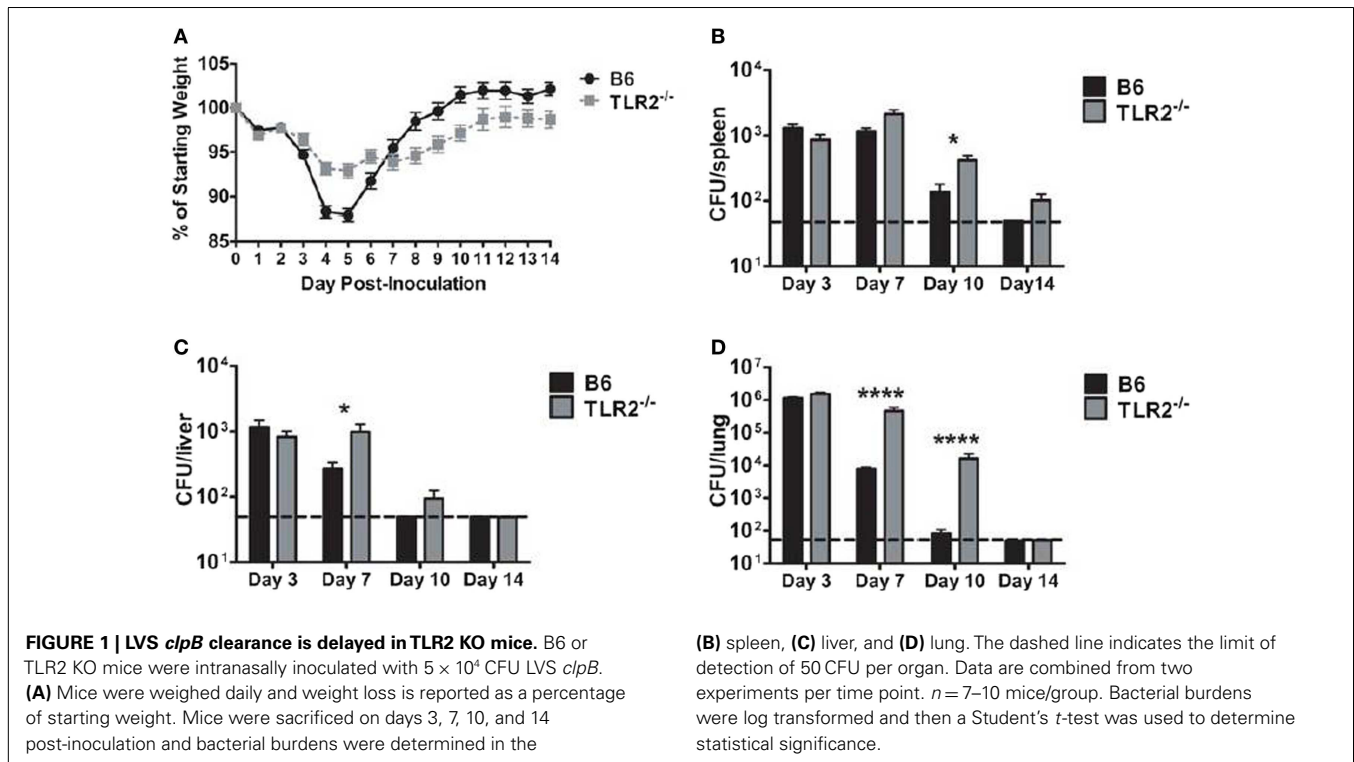 A
105
100
95
90
85
% of Starting Weight
0 1 2 3 4 5 6 7 8 9 10 11 12 13 14
Day Post-Inoculation
B6
TLR2-/-
B
10⁴
10³
10²
10¹
CFU/spleen
*
Day 3 Day 7 Day 10 Day14
B6
TLR2-/-
C
10⁴
10³
10²
10¹
CFU/liver
*
Day 3 Day 7 Day 10 Day 14
B6
TLR2-/-
D
10⁷
10⁶
10⁵
10⁴
10³
10²
10¹
CFU/lung
****
****
Day 3 Day 7 Day 10 Day 14
B6
TLR2-/-
FIGURE 1 | LVS clpB clearance is delayed in TLR2 KO mice. B6 or
TLR2 KO mice were intranasally inoculated with 5 × 10⁴ CFU LVS clpB.
(A) Mice were weighed daily and weight loss is reported as a percentage
of starting weight. Mice were sacrificed on days 3, 7, 10, and 14
post-inoculation and bacterial burdens were determined in the
(B) spleen, (C) liver, and (D) lung. The dashed line indicates the limit of
detection of 50 CFU per organ. Data are combined from two
experiments per time point. n = 7–10 mice/group. Bacterial burdens
were log transformed and then a Student's t-test was used to determine
statistical significance.